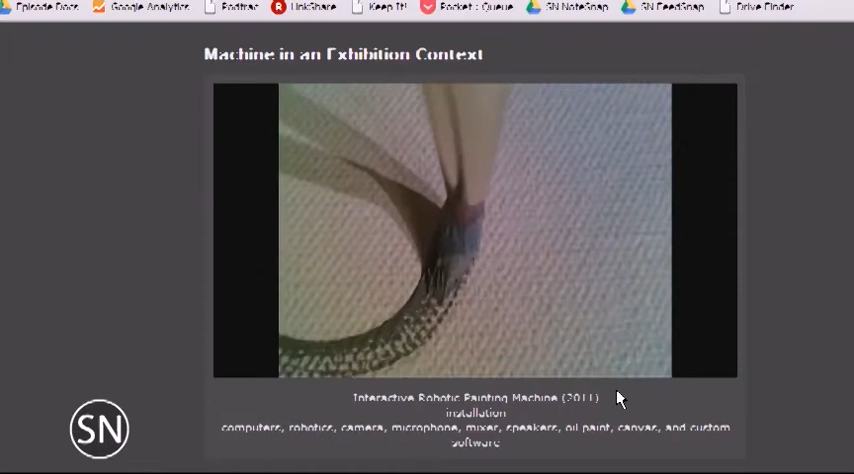 Episode Docs Google Analytics Podtrac LinkShare Keep It! Pocket : Queue SN NoteSnap SN FeedSnap Drive Finder
Machine in an Exhibition Context
Interactive Robotic Painting Machine (2011)
installation
computers, robotics, camera, microphone, mixer, speakers, oil paint, canvas, and custom
software
SN